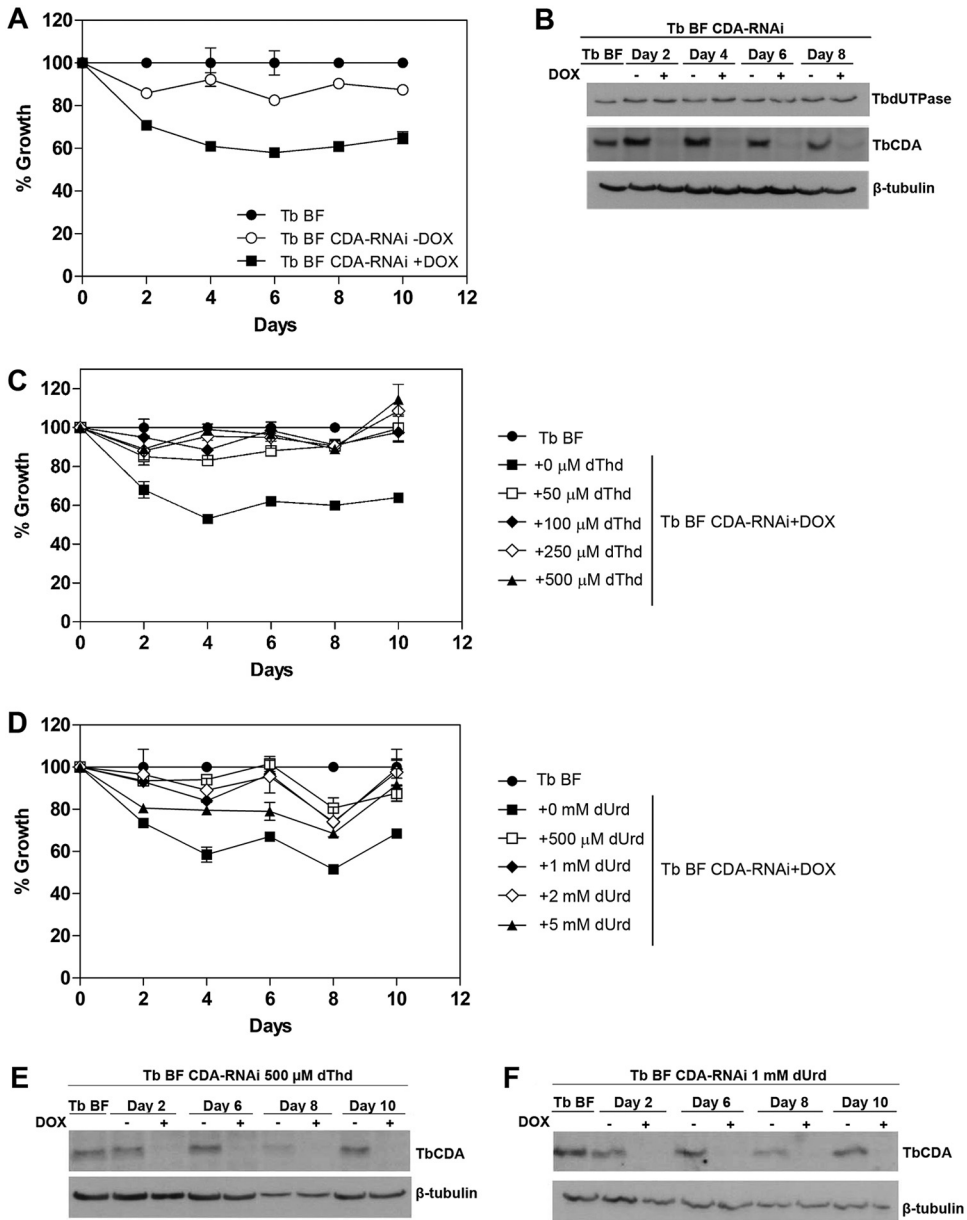 A
120
100
80
60
40
20
0
% Growth
Tb BF
Tb BF CDA-RNAi -DOX
Tb BF CDA-RNAi +DOX
0 2 4 6 8 10 12
Days
B
Tb BF CDA-RNAi
Tb BF Day 2 Day 4 Day 6 Day 8
DOX - + - + - + - +
TbdUTPase
TbCDA
β-tubulin
C
120
100
80
60
40
20
0
% Growth
0 2 4 6 8 10 12
Days
Tb BF
+0 μM dThd
+50 μM dThd
+100 μM dThd
+250 μM dThd
+500 μM dThd
Tb BF CDA-RNAi+DOX
D
120
100
80
60
40
20
0
% Growth
0 2 4 6 8 10 12
Days
Tb BF
+0 mM dUrd
+500 μM dUrd
+1 mM dUrd
+2 mM dUrd
+5 mM dUrd
Tb BF CDA-RNAi+DOX
E
Tb BF CDA-RNAi 500 μM dThd
Tb BF Day 2 Day 6 Day 8 Day 10
DOX - + - + - + - +
TbCDA
β-tubulin
F
Tb BF CDA-RNAi 1 mM dUrd
Tb BF Day 2 Day 6 Day 8 Day 10
DOX - + - + - + - +
TbCDA
β-tubulin